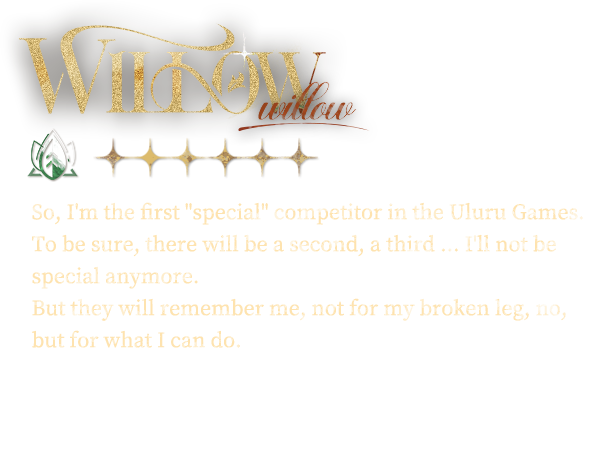 WILLOW
willow
So, I'm the first "special" competitor in the Uluru Games.
To be sure, there will be a second, a third ... I'll not be
special anymore.
But they will remember me, not for my broken leg, no,
but for what I can do.